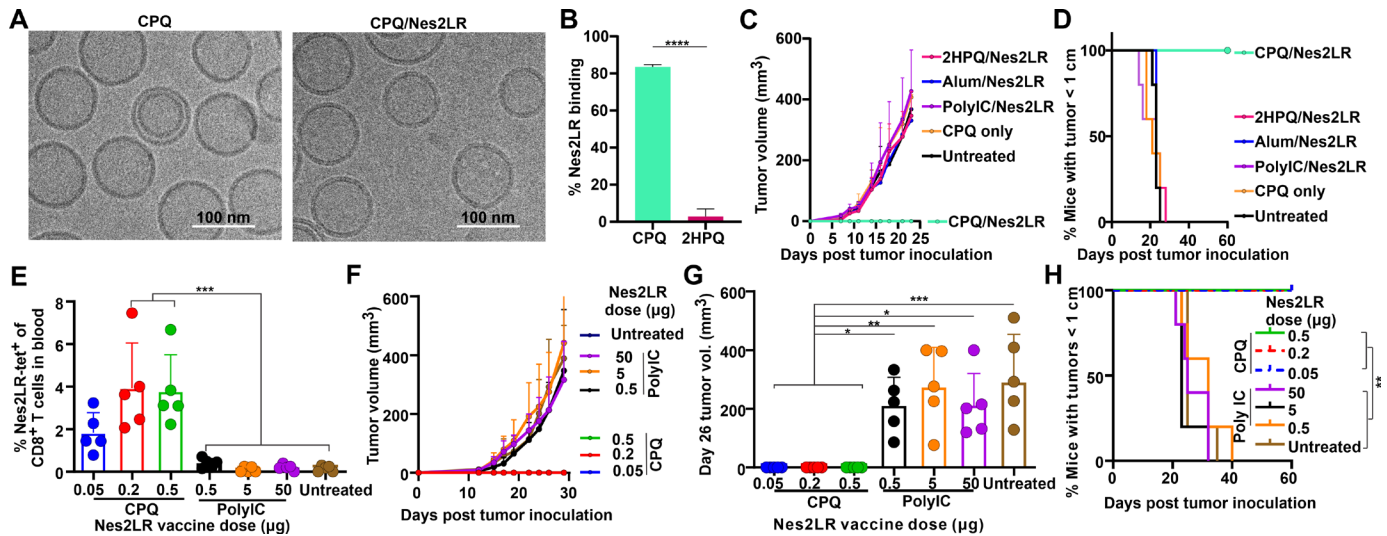 A
CPQ
CPQ/Nes2LR
100 nm
100 nm
B
% Nes2LR binding
100
80
60
40
20
0
****
CPQ
2HPQ
C
Tumor volume (mm3)
600
400
200
0
0
5
10
15
20
25
Days post tumor inoculation
2HPQ/Nes2LR
Alum/Nes2LR
PolyIC/Nes2LR
CPQ only
Untreated
CPQ/Nes2LR
D
% Mice with tumor < 1 cm
100
50
0
0
20
40
60
Days post tumor inoculation
CPQ/Nes2LR
2HPQ/Nes2LR
Alum/Nes2LR
PolyIC/Nes2LR
CPQ only
Untreated
E
% Nes2LR-tet+ of
CD8+ T cells in blood
8
6
4
2
0
***
0.05
0.2
0.5
0.5
5
50
Untreated
CPQ
PolyIC
Nes2LR vaccine dose (μg)
F
Tumor volume (mm3)
600
400
200
0
0
10
20
30
Days post tumor inoculation
Nes2LR
dose (μg)
Untreated
50
5
0.5
PolyIC
0.5
0.2
0.05
CPQ
G
Day 26 tumor vol. (mm3)
600
400
200
0
***
*
**
*
0.05
0.2
0.5
0.5
5
50
Untreated
CPQ
PolyIC
Nes2LR vaccine dose (μg)
H
% Mice with tumors < 1 cm
100
50
0
0
20
40
60
Days post tumor inoculation
Nes2LR
dose (μg)
0.5
0.2
0.05
CPQ
50
5
0.5
Poly IC
Untreated
**